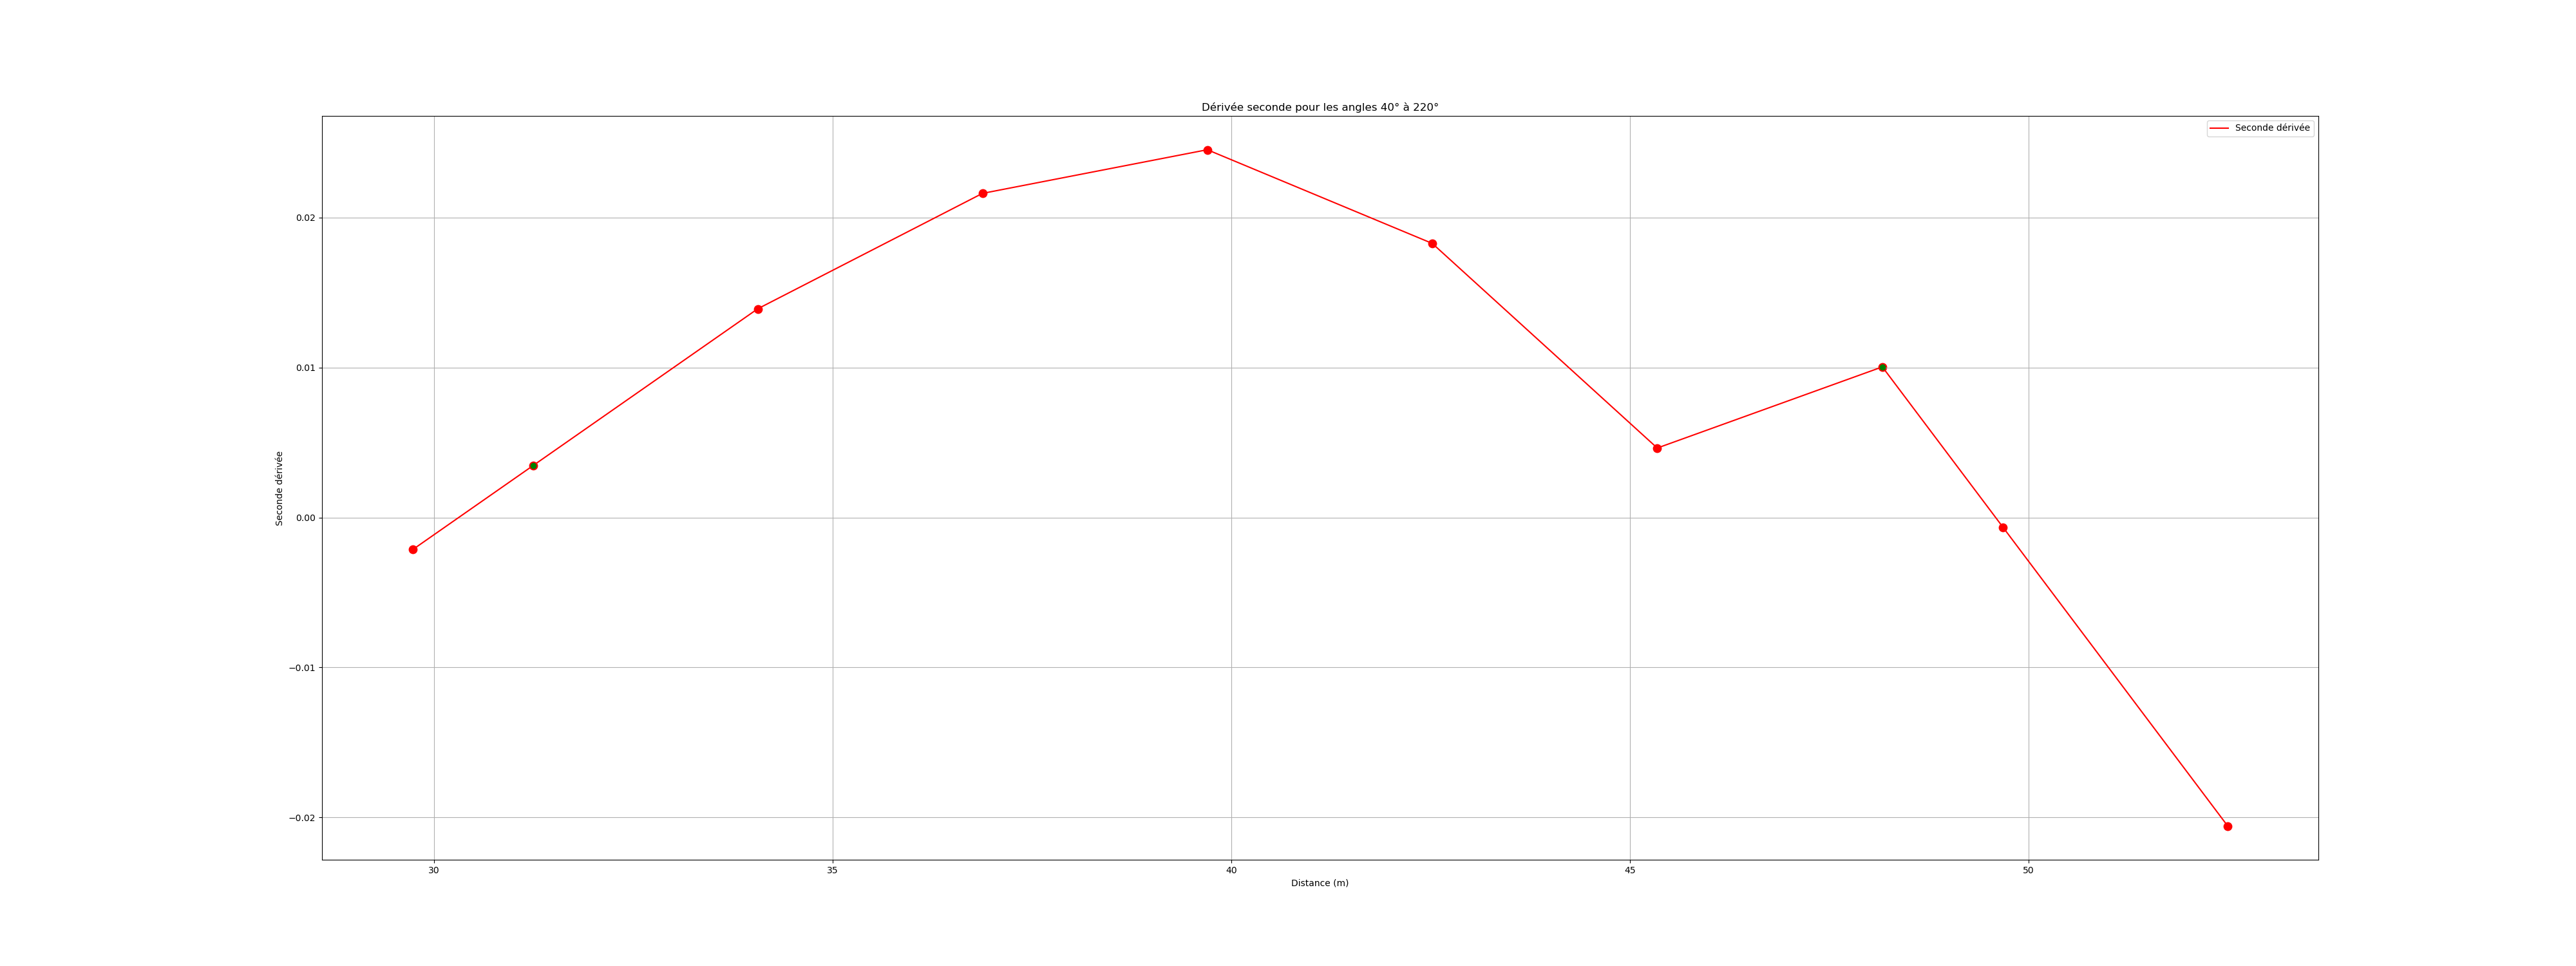 Dérivée seconde pour les angles 40° à 220°
Seconde dérivée
Seconde dérivée
0.02
0.01
0.00
−0.01
−0.02
30 35 40 45 50
Distance (m)